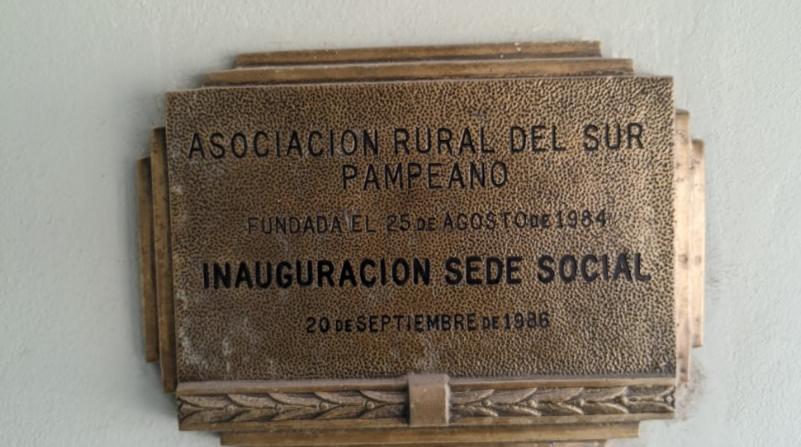 ASOCIACION RURAL DEL SUR
PAMPEANO
FUNDADA EL 25 DE AGOSTO DE 1984
INAUGURACION SEDE SOCIAL
20 DE SEPTIEMBRE DE 1986